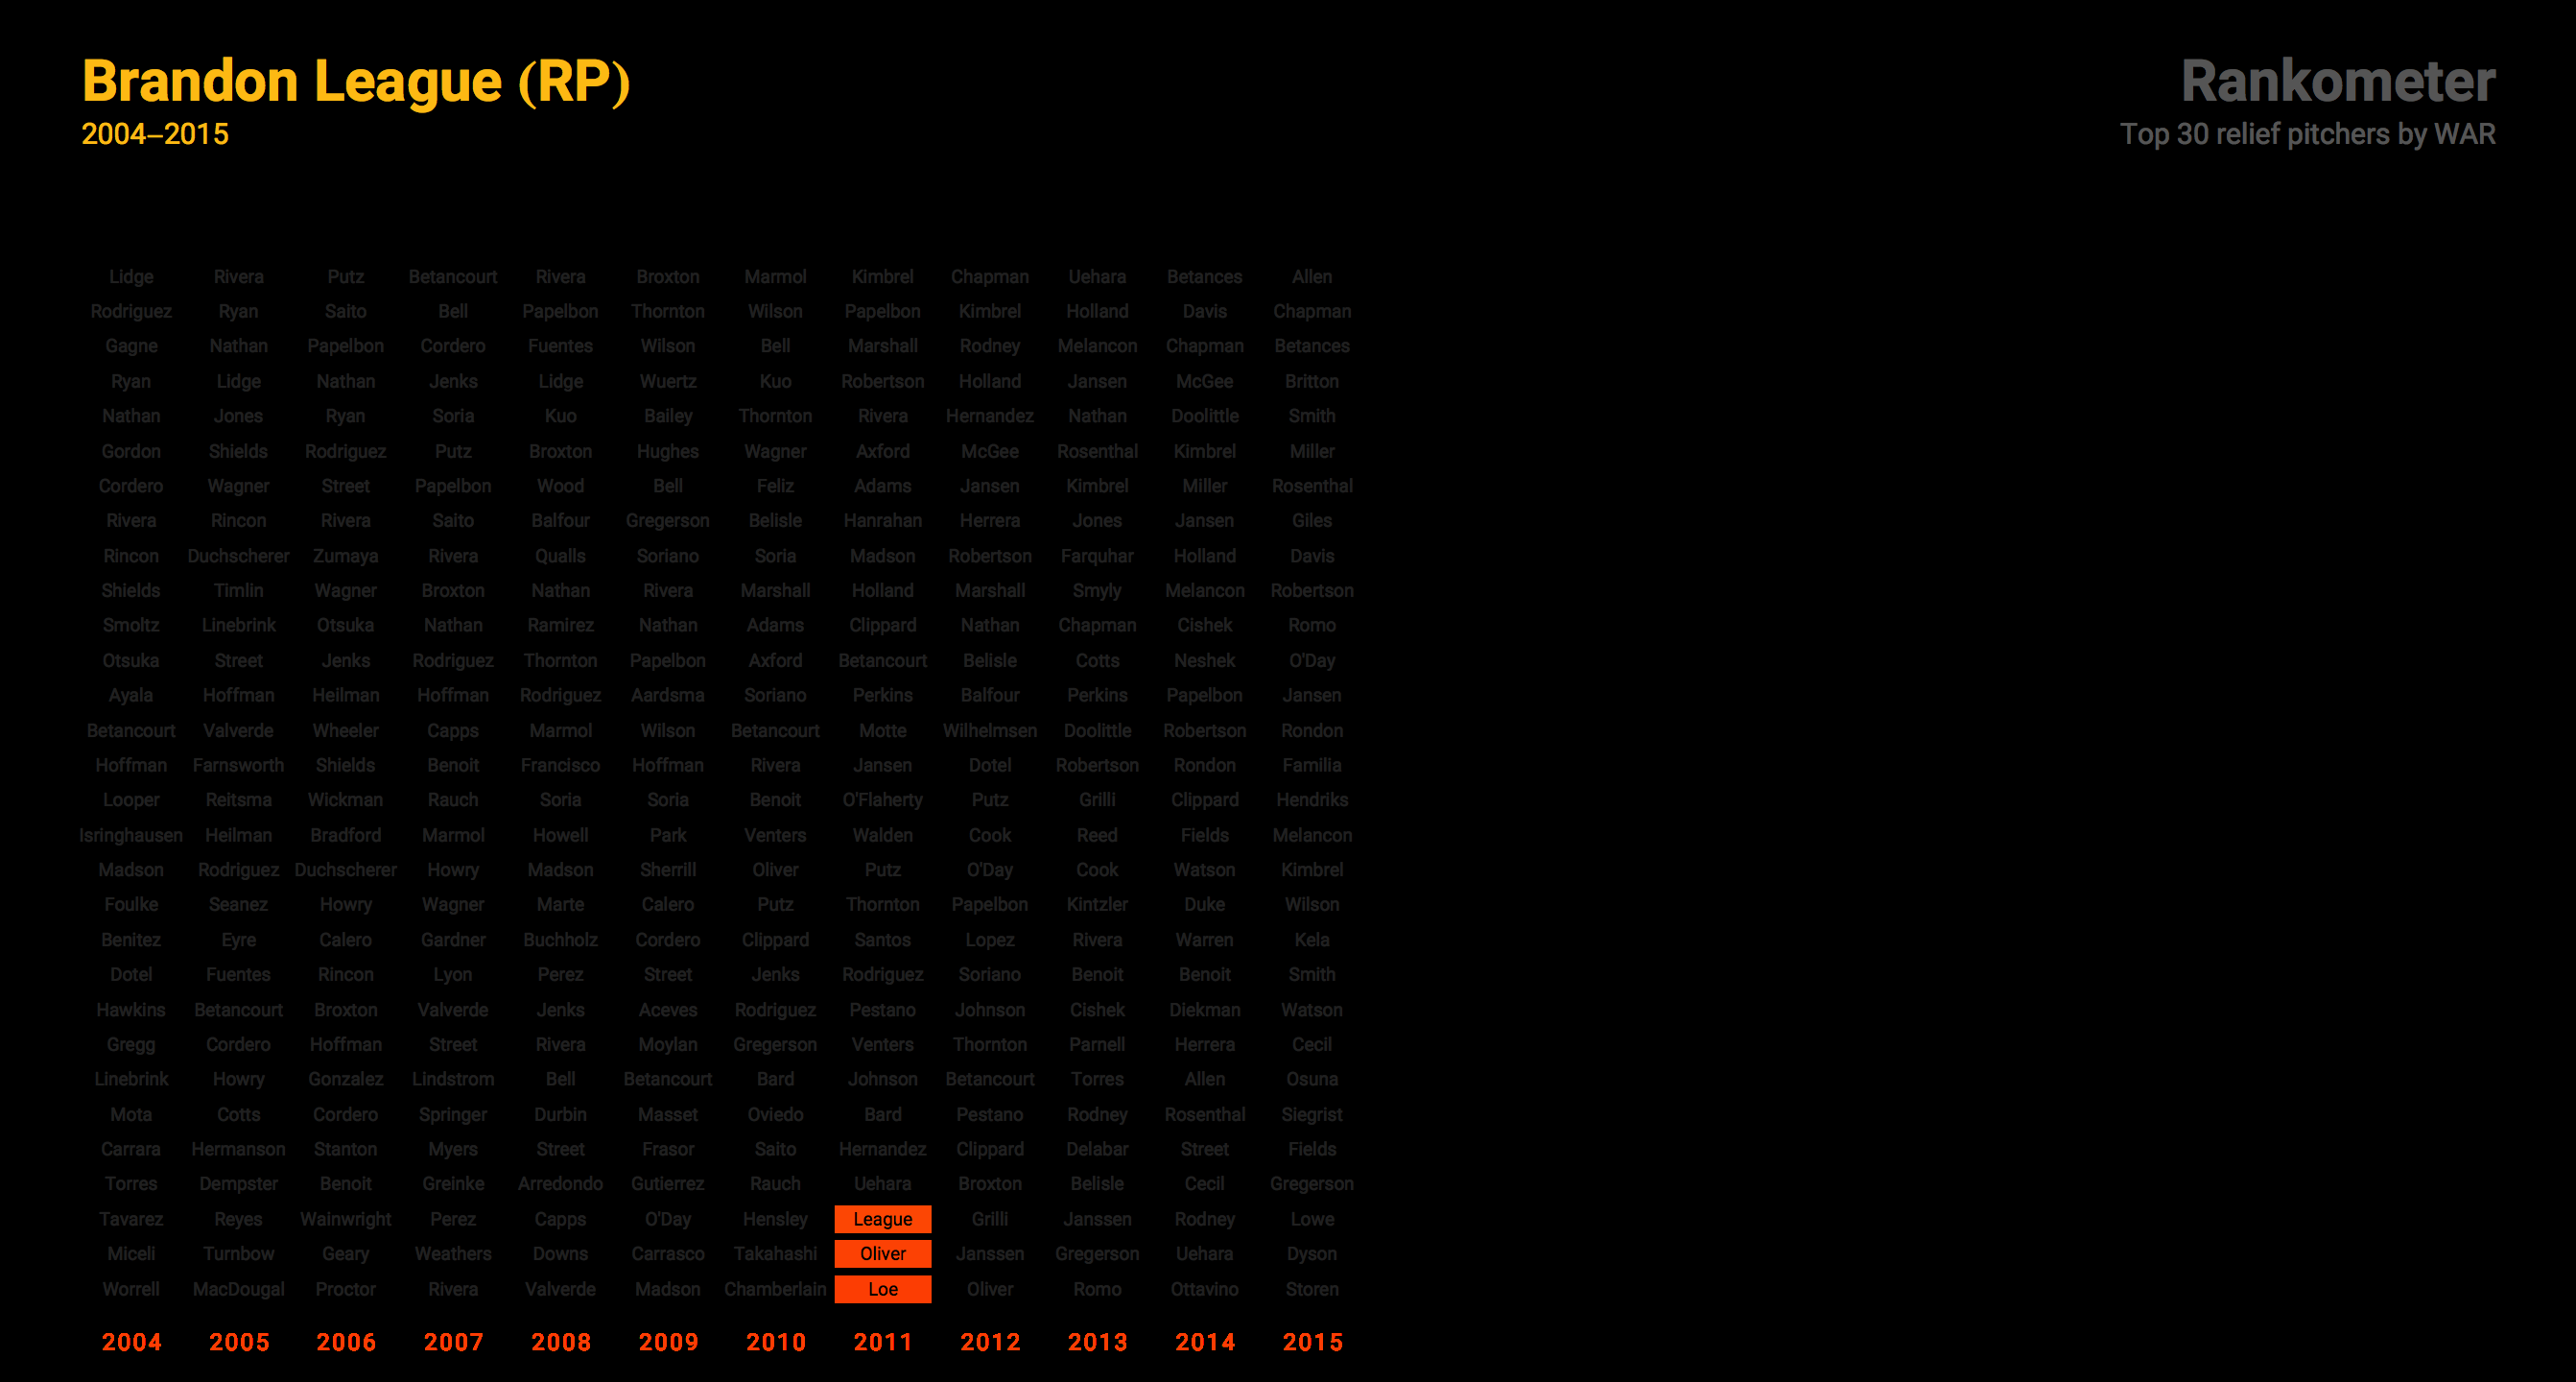 Brandon League (RP)
2004–2015
Rankometer
Top 30 relief pitchers by WAR
Lidge Rivera Putz Betancourt Rivera Broxton Marmol Kimbrel Chapman Uehara Betances Allen
Rodriguez Ryan Saito Bell Papelbon Thornton Wilson Papelbon Kimbrel Holland Davis Chapman
Gagne Nathan Papelbon Cordero Fuentes Wilson Bell Marshall Rodney Melancon Chapman Betances
Ryan Lidge Nathan Jenks Lidge Wuertz Kuo Robertson Holland Jansen McGee Britton
Nathan Jones Ryan Soria Kuo Bailey Thornton Rivera Hernandez Nathan Doolittle Smith
Gordon Shields Rodriguez Putz Broxton Hughes Wagner Axford McGee Rosenthal Kimbrel Miller
Cordero Wagner Street Papelbon Wood Bell Feliz Adams Jansen Kimbrel Miller Rosenthal
Rivera Rincon Rivera Saito Balfour Gregerson Belisle Hanrahan Herrera Jones Jansen Giles
Rincon Duchscherer Zumaya Rivera Qualls Soriano Soria Madson Robertson Farquhar Holland Davis
Shields Timlin Wagner Broxton Nathan Rivera Marshall Holland Marshall Smyly Melancon Robertson
Smoltz Linebrink Otsuka Nathan Ramirez Nathan Adams Clippard Nathan Chapman Cishek Romo
Otsuka Street Jenks Rodriguez Thornton Papelbon Axford Betancourt Belisle Cotts Neshek O'Day
Ayala Hoffman Heilman Hoffman Rodriguez Aardsma Soriano Perkins Balfour Perkins Papelbon Jansen
Betancourt Valverde Wheeler Capps Marmol Wilson Betancourt Motte Wilhelmsen Doolittle Robertson Rondon
Hoffman Farnsworth Shields Benoit Francisco Hoffman Rivera Jansen Dotel Robertson Rondon Familia
Looper Reitsma Wickman Rauch Soria Soria Benoit O'Flaherty Putz Grilli Clippard Hendriks
Isringhausen Heilman Bradford Marmol Howell Park Venters Walden Cook Reed Fields Melancon
Madson Rodriguez Duchscherer Howry Madson Sherrill Oliver Putz O'Day Cook Watson Kimbrel
Foulke Seanez Howry Wagner Marte Calero Putz Thornton Papelbon Kintzler Duke Wilson
Benitez Eyre Calero Gardner Buchholz Cordero Clippard Santos Lopez Rivera Warren Kela
Dotel Fuentes Rincon Lyon Perez Street Jenks Rodriguez Soriano Benoit Benoit Smith
Hawkins Betancourt Broxton Valverde Jenks Aceves Rodriguez Pestano Johnson Cishek Diekman Watson
Gregg Cordero Hoffman Street Rivera Moylan Gregerson Venters Thornton Parnell Herrera Cecil
Linebrink Howry Gonzalez Lindstrom Bell Betancourt Bard Johnson Betancourt Torres Allen Osuna
Mota Cotts Cordero Springer Durbin Masset Oviedo Bard Pestano Rodney Rosenthal Siegrist
Carrara Hermanson Stanton Myers Street Frasor Saito Hernandez Clippard Delabar Street Fields
Torres Dempster Benoit Greinke Arredondo Gutierrez Rauch Uehara Broxton Belisle Cecil Gregerson
Tavarez Reyes Wainwright Perez Capps O'Day Hensley League Grilli Janssen Rodney Lowe
Miceli Turnbow Geary Weathers Downs Carrasco Takahashi Oliver Janssen Gregerson Uehara Dyson
Worrell MacDougal Proctor Rivera Valverde Madson Chamberlain Loe Oliver Romo Ottavino Storen
2004 2005 2006 2007 2008 2009 2010 2011 2012 2013 2014 2015